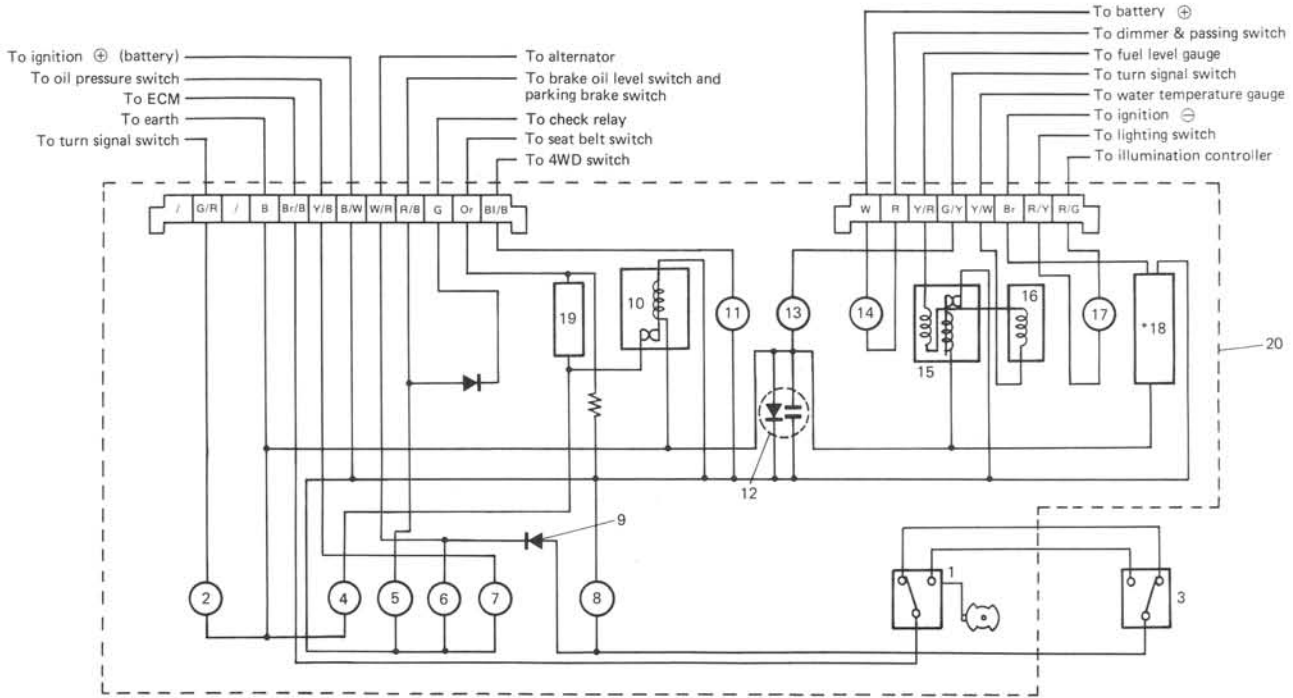 To ignition ⊕ (battery)
To oil pressure switch
To ECM
To earth
To turn signal switch
To alternator
To brake oil level switch and
parking brake switch
To check relay
To seat belt switch
To 4WD switch
To battery ⊕
To dimmer & passing switch
To fuel level gauge
To turn signal switch
To water temperature gauge
To ignition ⊖
To lighting switch
To illumination controller
/ G/R / B Br/B Y/B B/W W/R R/B G Or Bl/B
W R Y/R G/Y Y/W Br R/Y R/G
10
16
19
11
13
14
17
*18
15
20
12
9
1
2
4
5
6
7
8
3